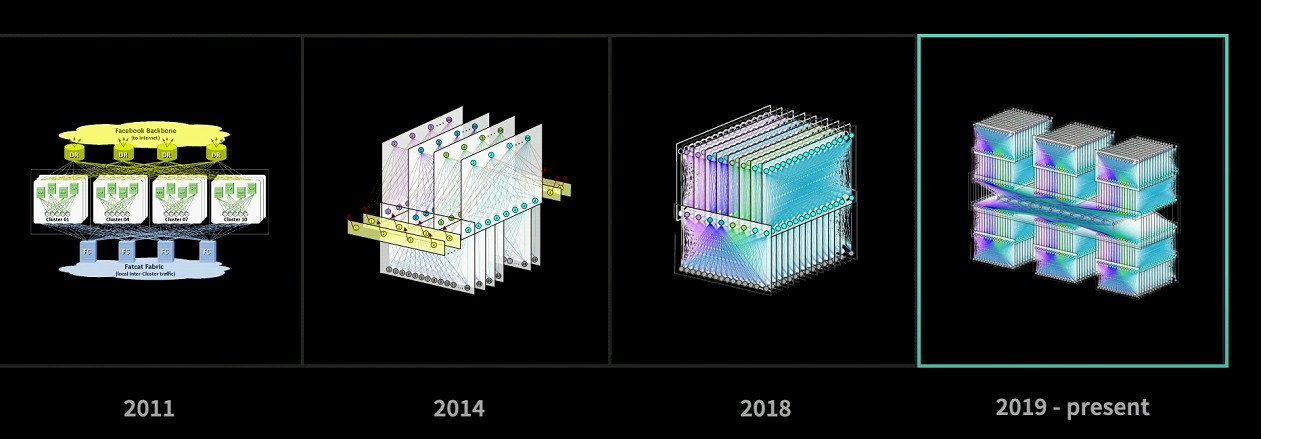 Facebook Backbone
(to Internet)
DR DR DR DR
Cluster 01 Cluster 04 Cluster 07 Cluster 10
FC FC FC FC
Fatcat Fabric
(local Inter-Cluster traffic)
2011 2014 2018 2019 - present